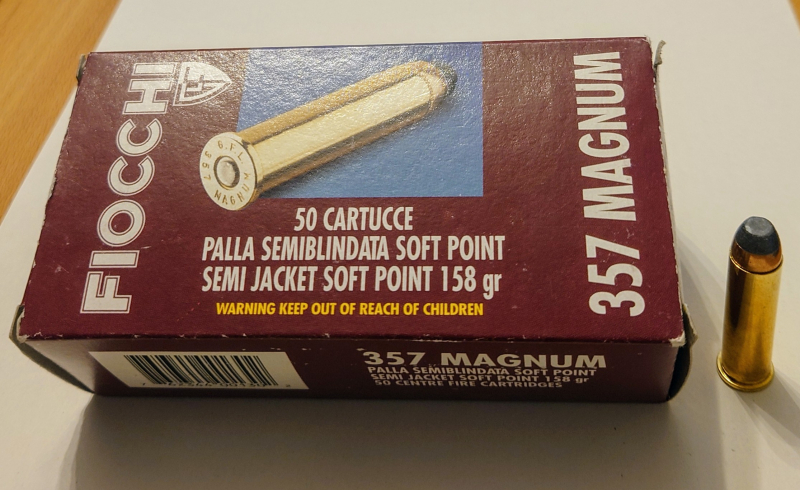 FIOCCHI
G.F.L.
357 MAGNUM
50 CARTUCCE
PALLA SEMIBLINDATA SOFT POINT
SEMI JACKET SOFT POINT 158 gr
WARNING KEEP OUT OF REACH OF CHILDREN
357 MAGNUM
357 MAGNUM
PALLA SEMIBLINDATA SOFT POINT
SEMI JACKET SOFT POINT 158 gr
50 CENTRE FIRE CARTRIDGES